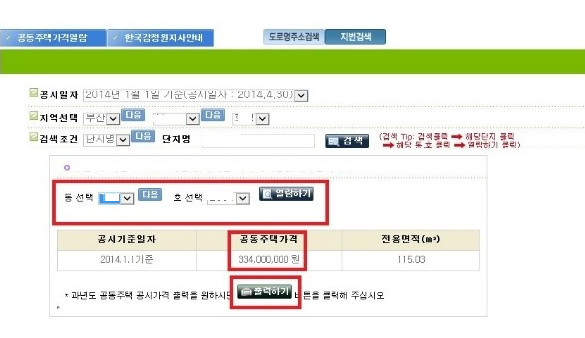 공동주택가격열람 한국감정원지사안내 도로명주소검색 지번검색
공시일자 2014년 1월 1일 기준(공시일자 : 2014.4.30)
지역선택 부산 다음 다음
검색조건 단지명 다음 단지명 검색 (검색 Tip: 검색클릭 ➡ 해당단지 클릭
➡ 해당 동,호 클릭 ➡ 열람하기 클릭)
동 선택 다음 호 선택 열람하기
공시기준일자 공동주택가격 전용면적(m²)
2014.1.1기준 334,000,000 원 115.03
* 과년도 공동주택 공시가격 출력을 원하시면 출력하기 버튼을 클릭해 주십시오